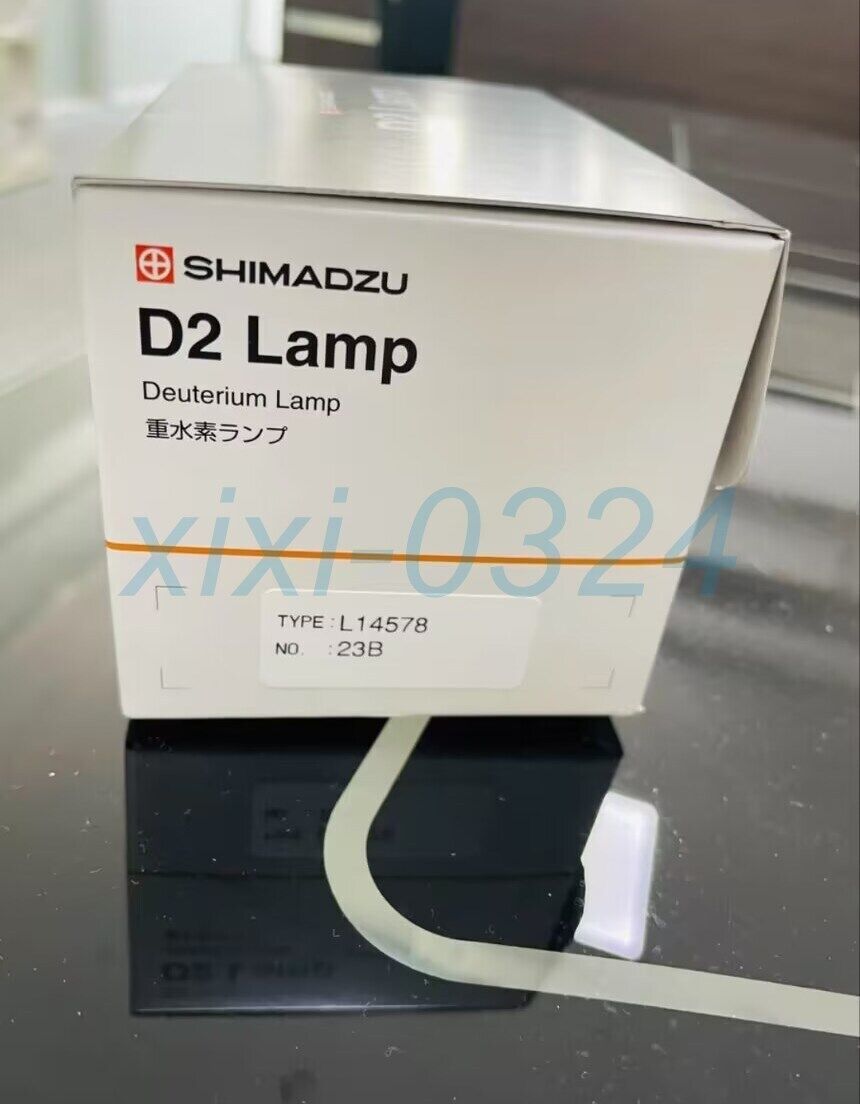 SHIMADZU
D2 Lamp
Deuterium Lamp
重水素ランプ
xixi-0324
TYPE : L14578
NO. : 23B